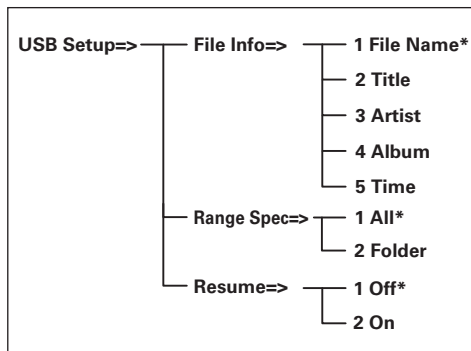 USB Setup=> File Info=> 1 File Name*
2 Title
3 Artist
4 Album
5 Time
Range Spec=> 1 All*
2 Folder
Resume=> 1 Off*
2 On